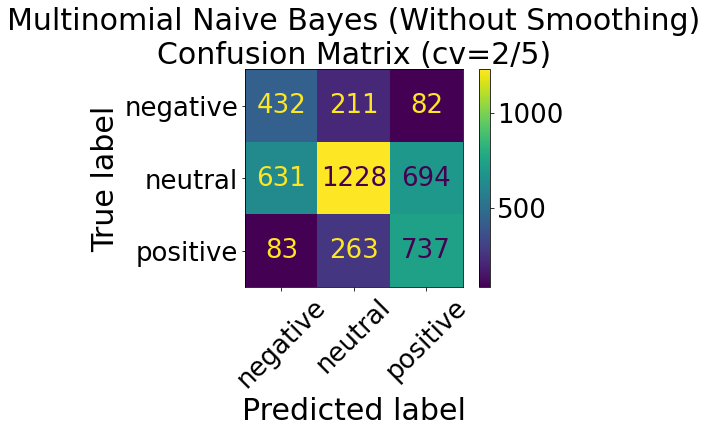 Multinomial Naive Bayes (Without Smoothing)
Confusion Matrix (cv=2/5)
True label
negative 432 211 82
neutral 631 1228 694
positive 83 263 737
1000
500
negative neutral positive
Predicted label